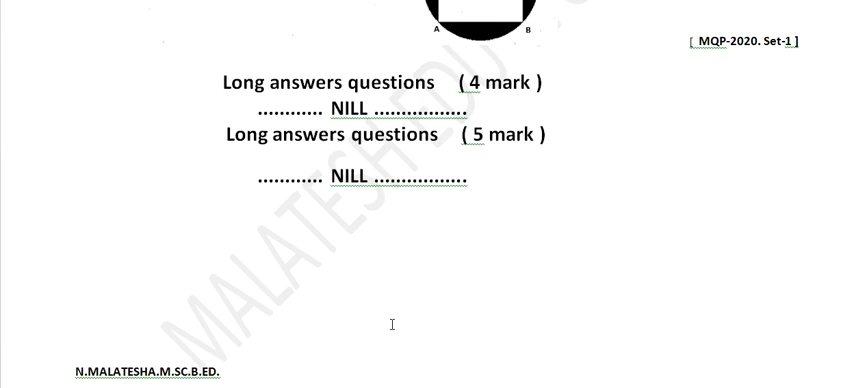 A B
[ MQP-2020. Set-1 ]
Long answers questions ( 4 mark )
............ NILL .................
Long answers questions ( 5 mark )
............ NILL .................
MALATESH EDU
N.MALATESHA.M.SC.B.ED.